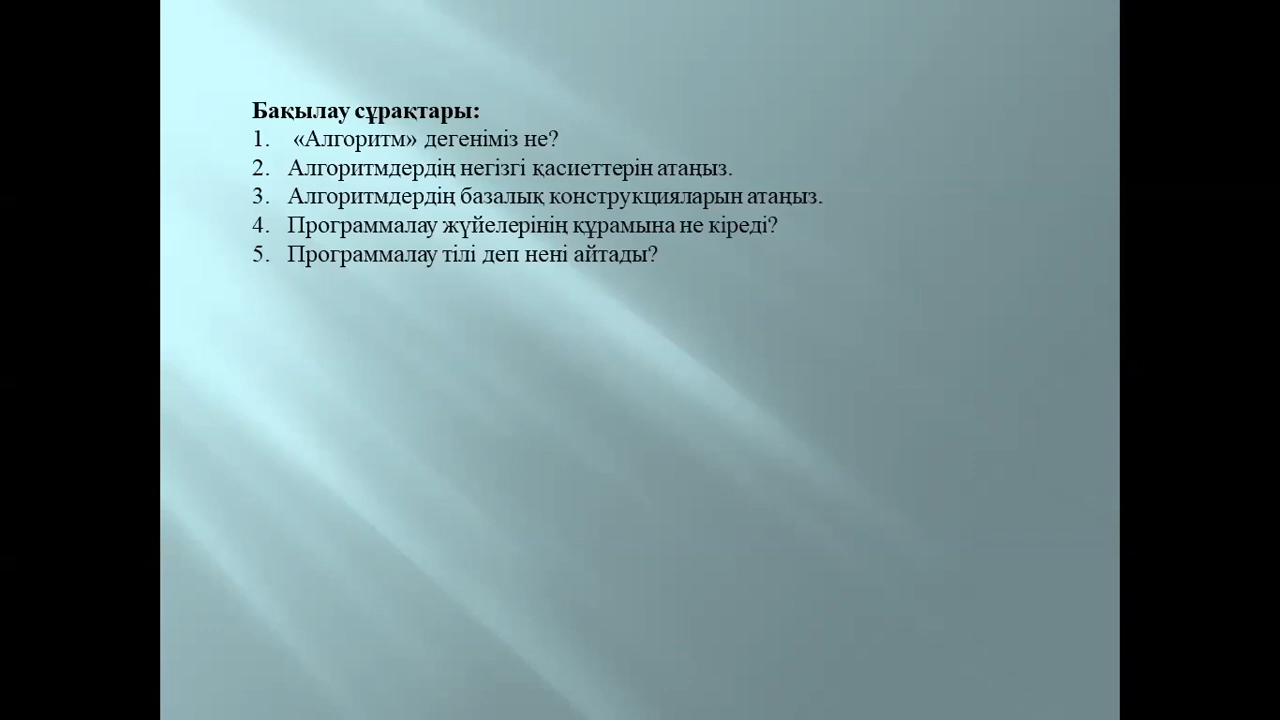 Бақылау сұрақтары:
1. «Алгоритм» дегеніміз не?
2. Алгоритмдердің негізгі қасиеттерін атаңыз.
3. Алгоритмдердің базалық конструкцияларын атаңыз.
4. Программалау жүйелерінің құрамына не кіреді?
5. Программалау тілі деп нені айтады?